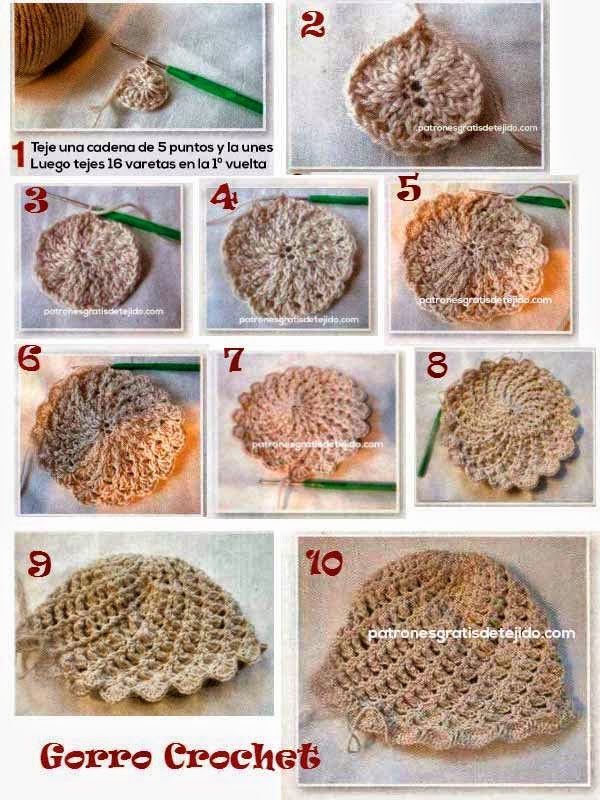 1 Teje una cadena de 5 puntos y la unes
Luego tejes 16 varetas en la 1º vuelta
2
patronesgratisdetejido.com
3
patronesgratisdetejido.com
4
patronesgratisdetejido.com
5
patronesgratisdetejido.com
6
7
patronesgratisdetejido.com
8
9
10
patronesgratisdetejido.com
Gorro Crochet